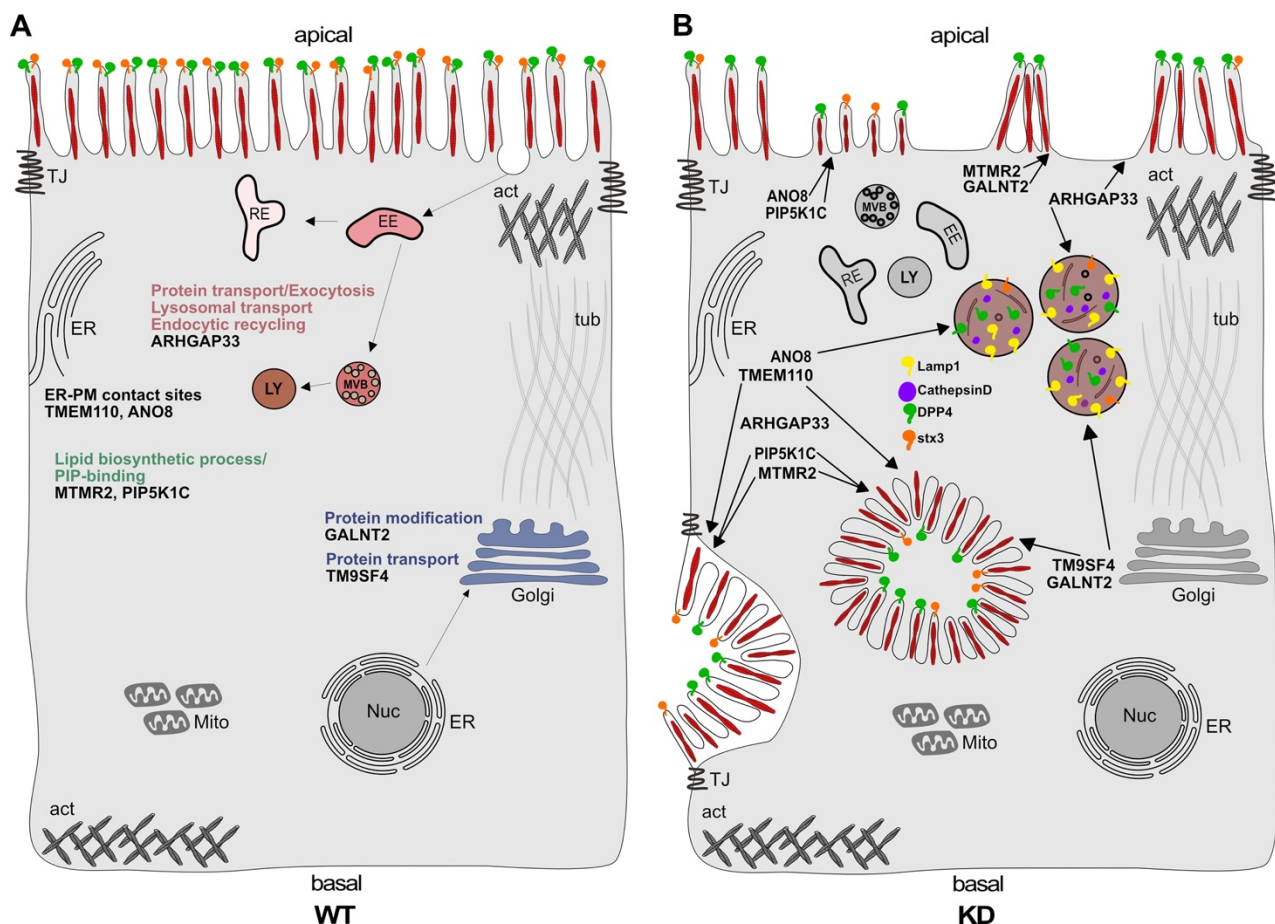 A
apical
TJ
act
RE
EE
Protein transport/Exocytosis
Lysosomal transport
Endocytic recycling
ARHGAP33
ER
tub
LY
MVB
ER-PM contact sites
TMEM110, ANO8
Lipid biosynthetic process/
PIP-binding
MTMR2, PIP5K1C
Protein modification
GALNT2
Protein transport
TM9SF4
Golgi
Nuc
ER
Mito
act
basal
WT
B
apical
TJ
ANO8
PIP5K1C
MVB
EE
MTMR2
GALNT2
ARHGAP33
act
RE
LY
ER
tub
ANO8
TMEM110
Lamp1
CathepsinD
DPP4
stx3
ARHGAP33
PIP5K1C
MTMR2
TM9SF4
GALNT2
Golgi
Nuc
ER
Mito
TJ
act
basal
KD